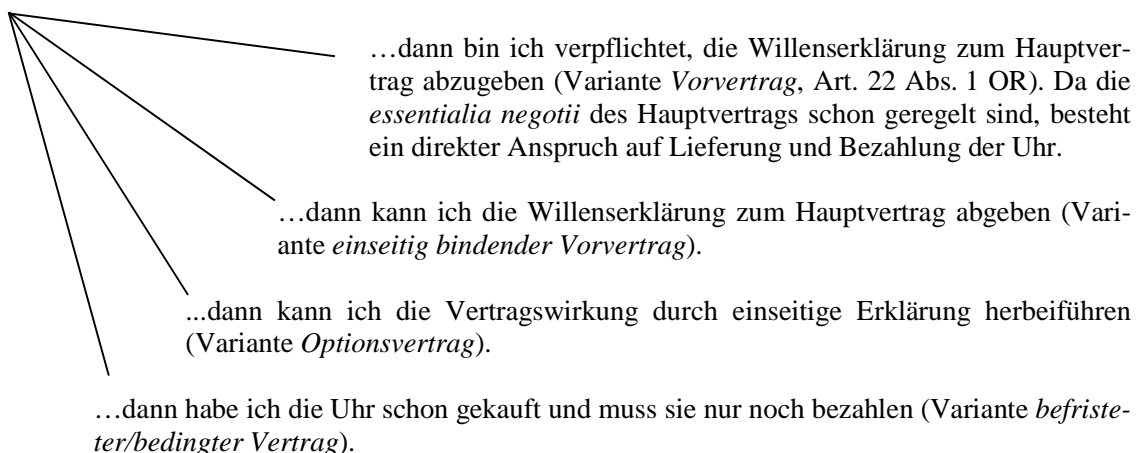 …dann bin ich verpflichtet, die Willenserklärung zum Hauptver-
trag abzugeben (Variante Vorvertrag, Art. 22 Abs. 1 OR). Da die
essentialia negotii des Hauptvertrags schon geregelt sind, besteht
ein direkter Anspruch auf Lieferung und Bezahlung der Uhr.
…dann kann ich die Willenserklärung zum Hauptvertrag abgeben (Vari-
ante einseitig bindender Vorvertrag).
...dann kann ich die Vertragswirkung durch einseitige Erklärung herbeiführen
(Variante Optionsvertrag).
…dann habe ich die Uhr schon gekauft und muss sie nur noch bezahlen (Variante befriste-
ter/bedingter Vertrag).